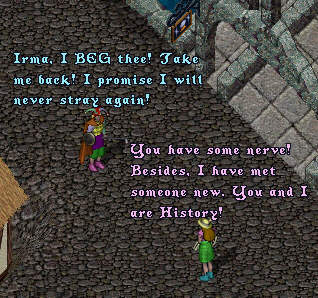 Irma, I BEG thee! Take
me back! I promise I will
never stray again!
You have some nerve!
Besides, I have met
someone new. You and I
are History!